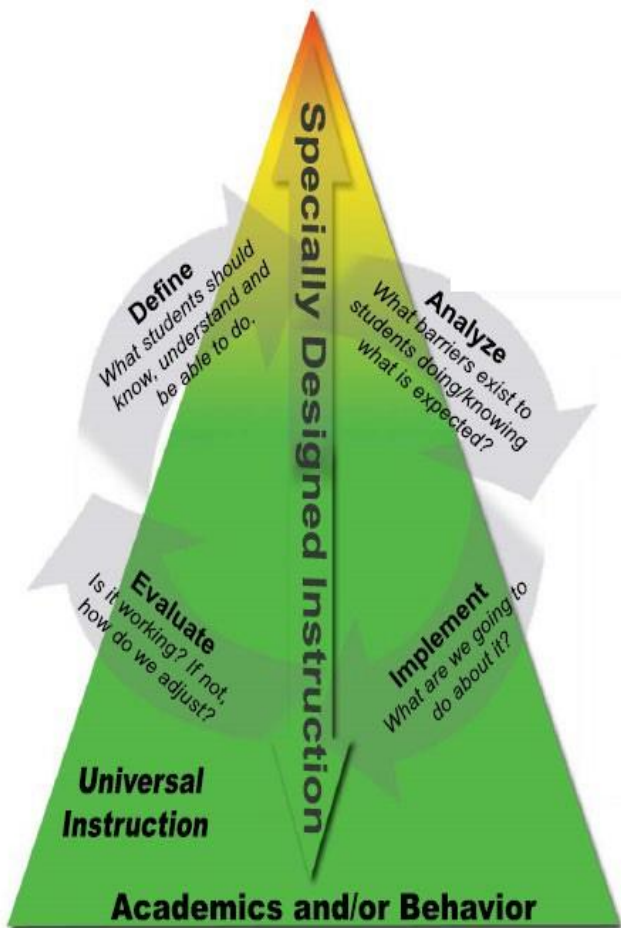 Specially Designed Instruction
Define
What students should
know, understand and
be able to do.
Analyze
What barriers exist to
students doing/knowing
what is expected?
Implement
What are we going to
do about it?
Evaluate
Is it working? If not,
how do we adjust?
Universal
Instruction
Academics and/or Behavior